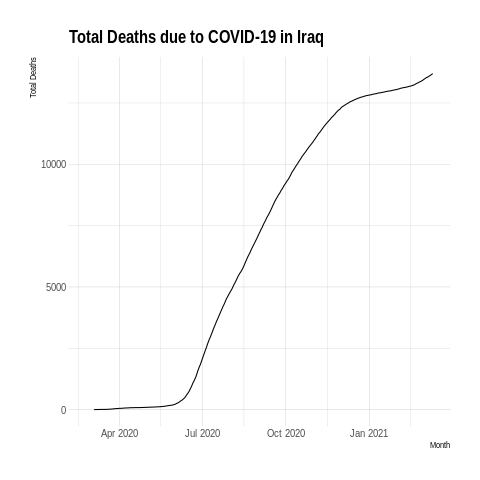 Total Deaths due to COVID-19 in Iraq
Total Deaths
10000
5000
0
Apr 2020 Jul 2020 Oct 2020 Jan 2021
Month